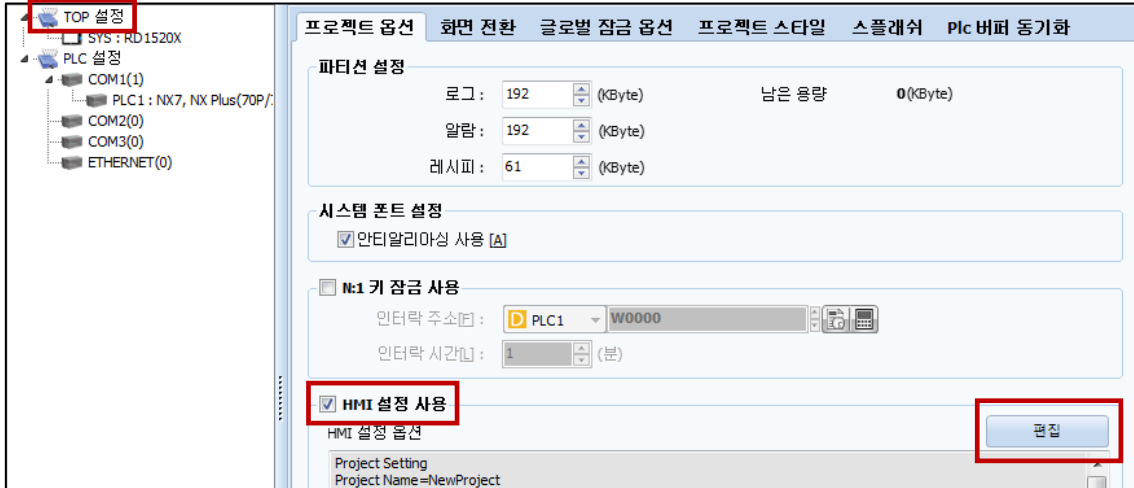 TOP 설정
SYS : RD1520X
PLC 설정
COM1(1)
PLC1 : NX7, NX Plus(70P/
COM2(0)
COM3(0)
ETHERNET(0)
프로젝트 옵션 화면 전환 글로벌 잠금 옵션 프로젝트 스타일 스플래쉬 Plc 버퍼 동기화
파티션 설정
로그 : 192 (KByte) 남은 용량 0(KByte)
알람 : 192 (KByte)
레시피 : 61 (KByte)
시스템 폰트 설정
안티알리아싱 사용 [A]
N:1 키 잠금 사용
인터락 주소[F] : D PLC1 W0000
인터락 시간[L] : 1 (분)
HMI 설정 사용
HMI 설정 옵션 편집
Project Setting
Project Name=NewProject